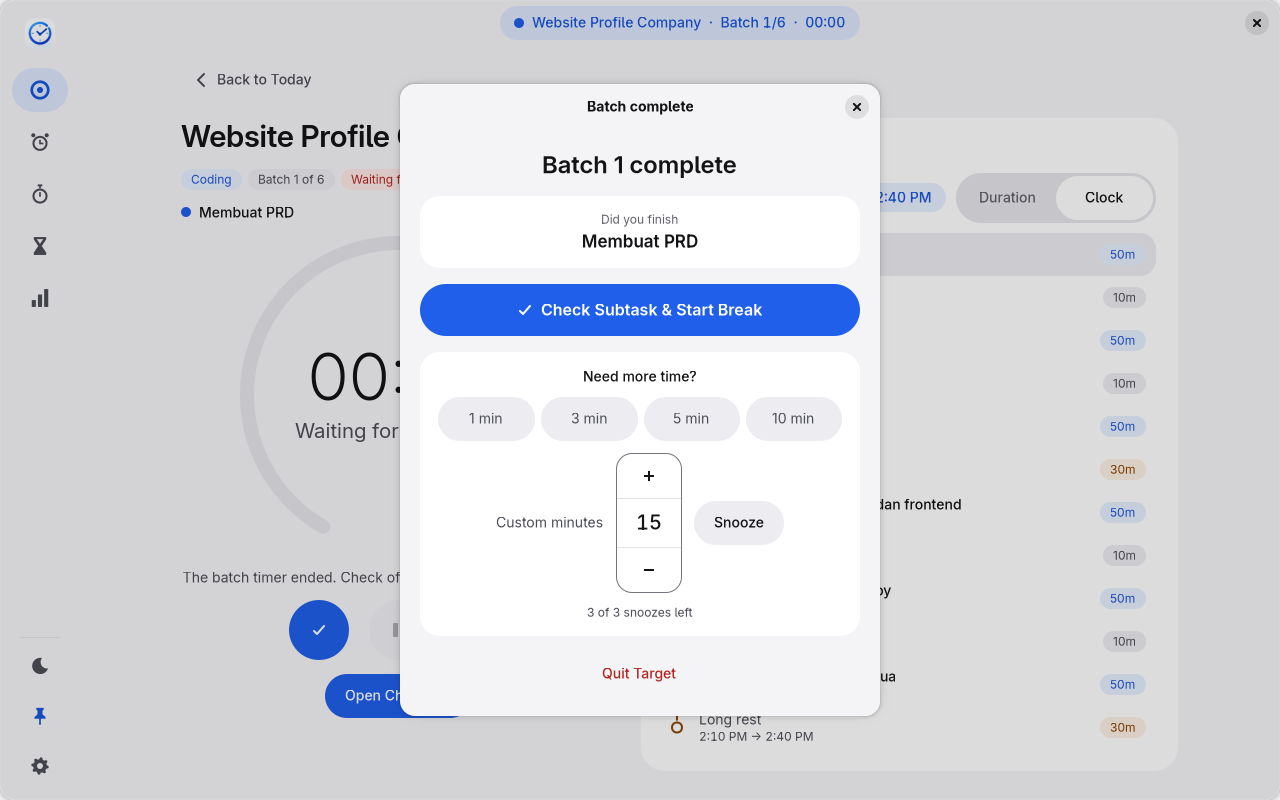 Website Profile Company · Batch 1/6 · 00:00
Back to Today
Website Profile
Coding
Batch 1 of 6
Waiting
Membuat PRD
00:
Waiting for
The batch timer ended. Check
Open
Batch complete
Batch 1 complete
Did you finish
Membuat PRD
Check Subtask & Start Break
Need more time?
1 min
3 min
5 min
10 min
Custom minutes
+
15
−
Snooze
3 of 3 snoozes left
Quit Target
2:40 PM
Duration
Clock
50m
10m
50m
10m
50m
30m
dan frontend
50m
10m
50m
10m
50m
Long rest
2:10 PM → 2:40 PM
30m